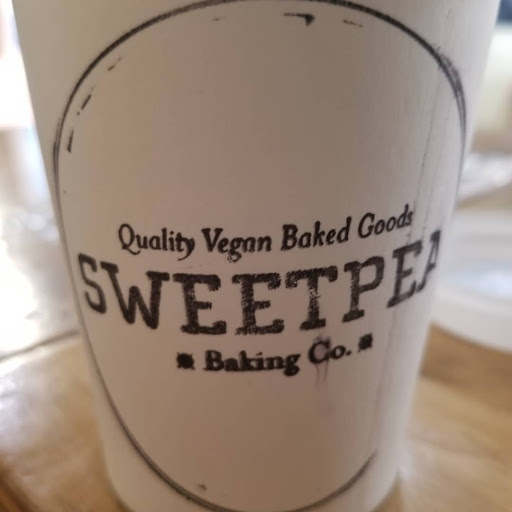 Quality Vegan Baked Goods
SWEETPEA
Baking Co.